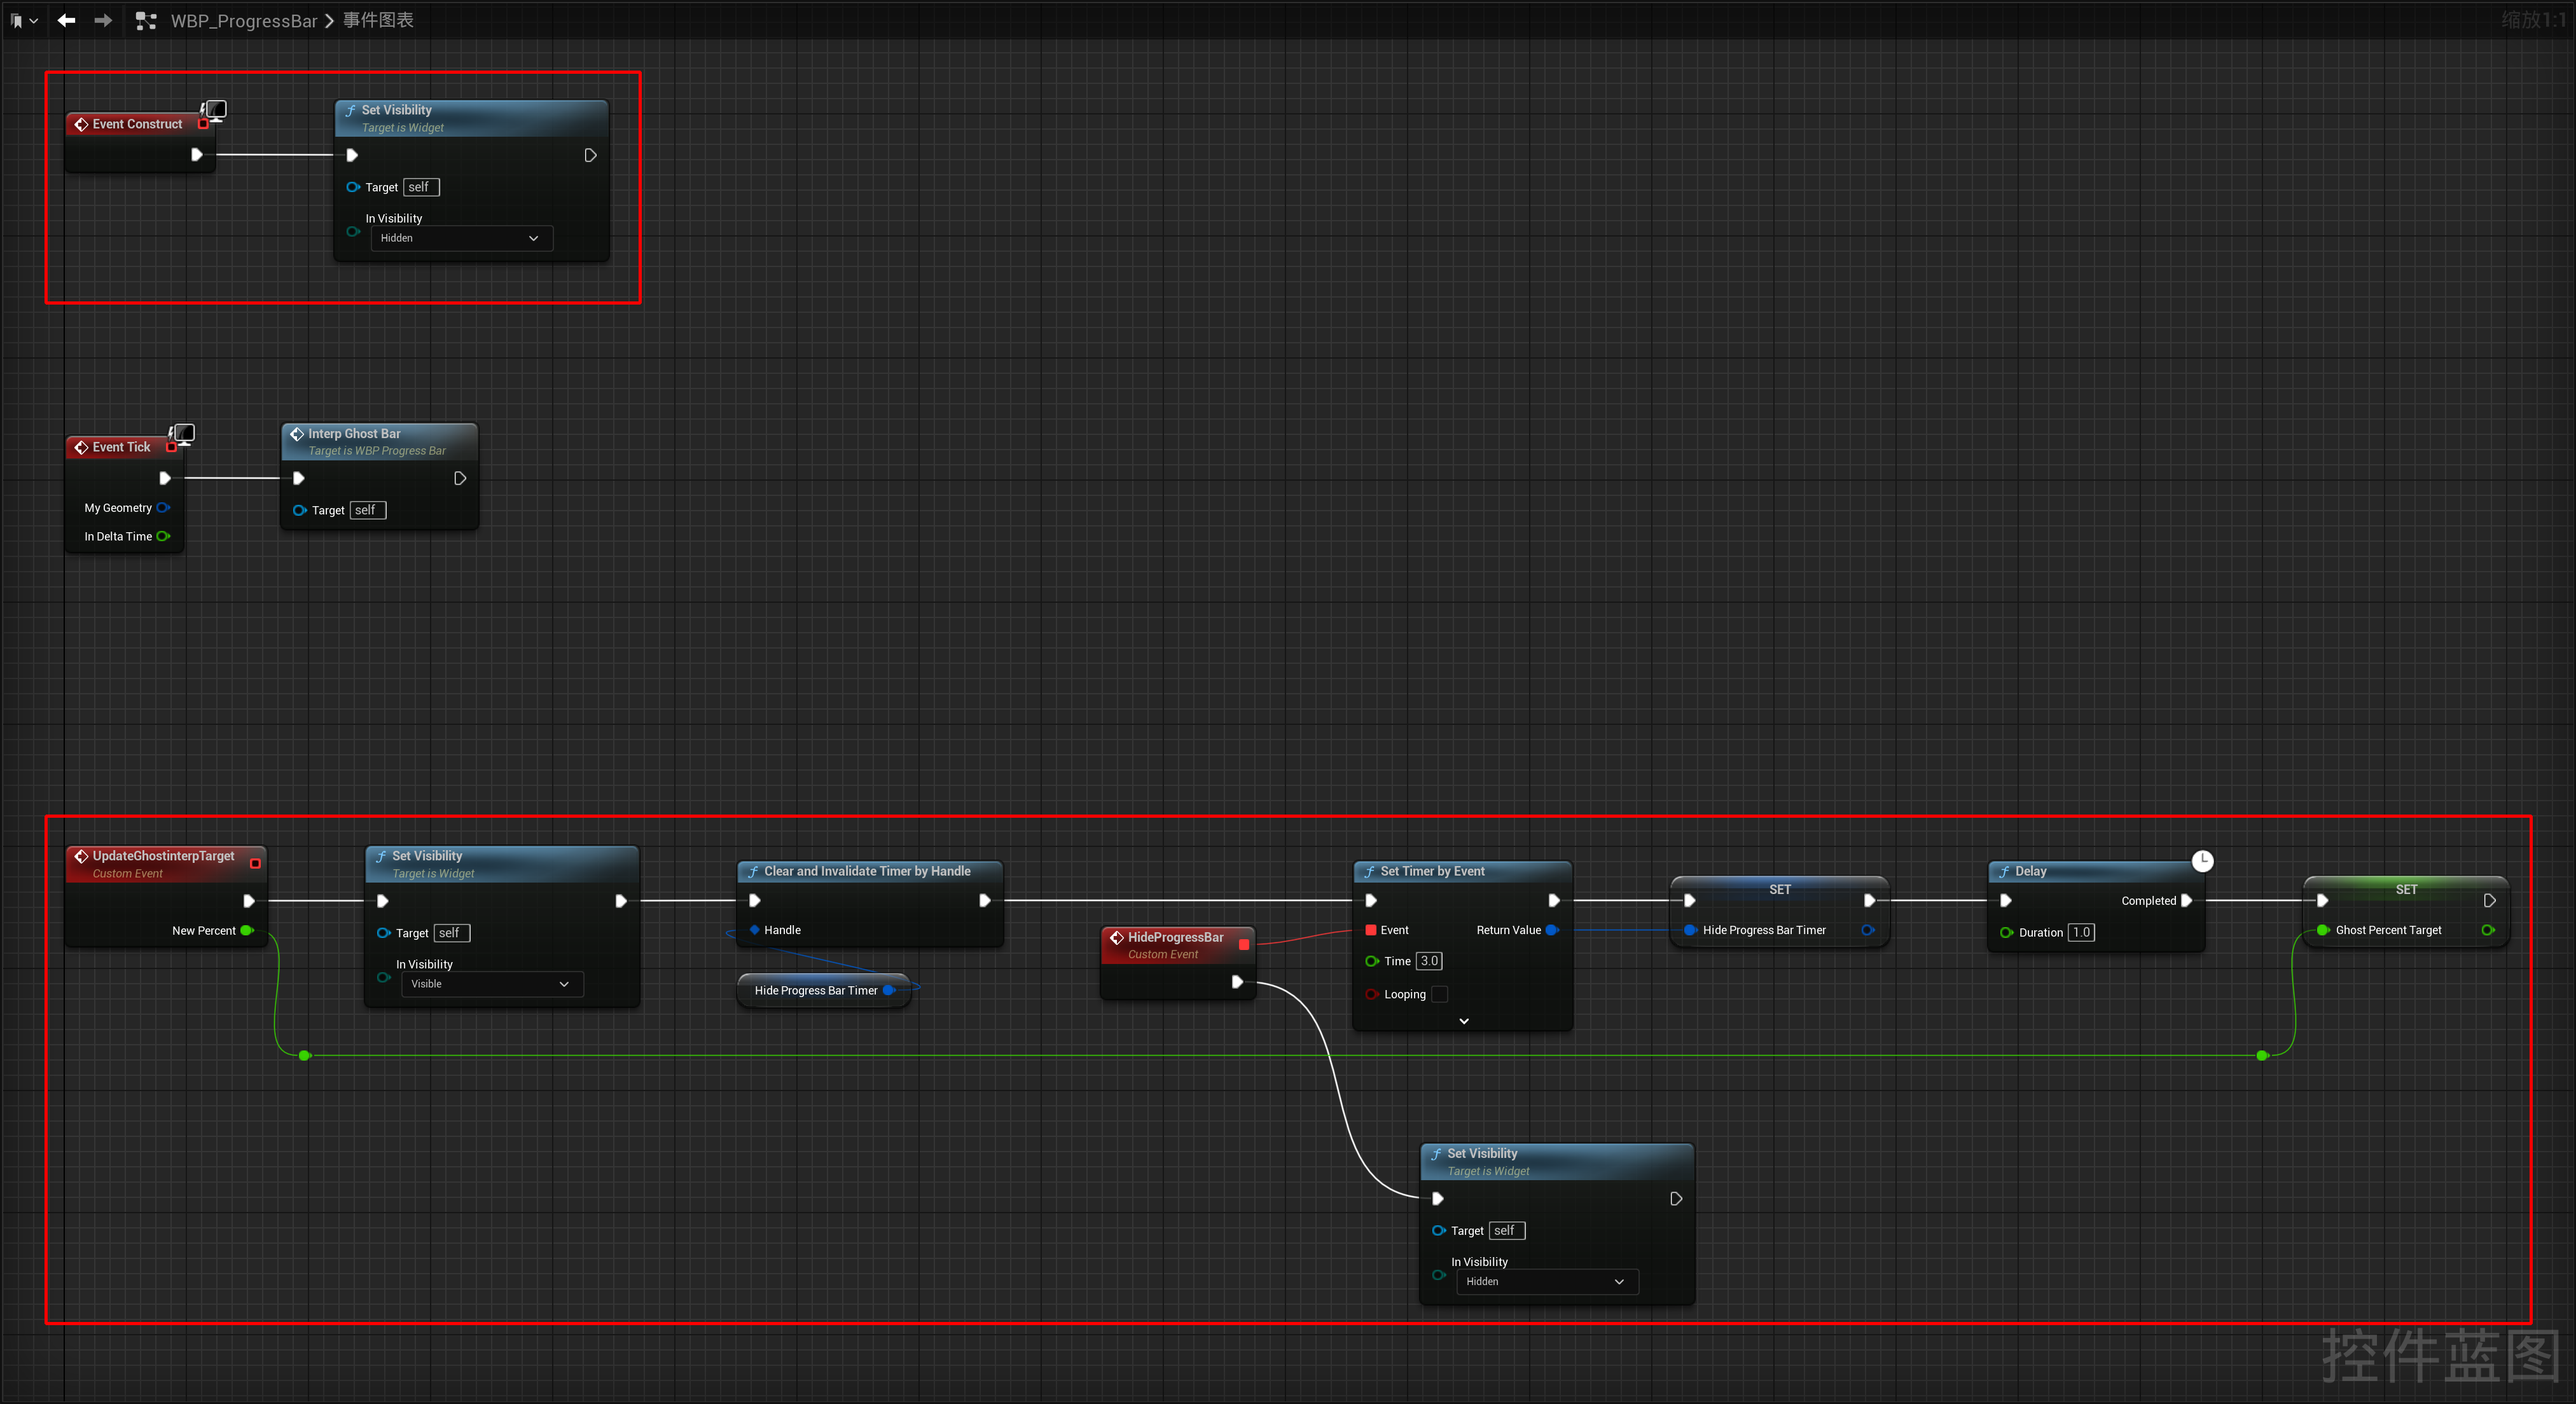 WBP_ProgressBar > 事件图表
缩放1:1
Event Construct
Set Visibility
Target is Widget
Target self
In Visibility
Hidden
Event Tick
My Geometry
In Delta Time
Interp Ghost Bar
Target is WBP Progress Bar
Target self
UpdateGhostinterpTarget
Custom Event
New Percent
Set Visibility
Target is Widget
Target self
In Visibility
Visible
Clear and Invalidate Timer by Handle
Handle
Hide Progress Bar Timer
HideProgressBar
Custom Event
Set Timer by Event
Event Return Value
Time 3.0
Looping
SET
Hide Progress Bar Timer
Delay
Completed
Duration 1.0
SET
Ghost Percent Target
Set Visibility
Target is Widget
Target self
In Visibility
Hidden
控件蓝图